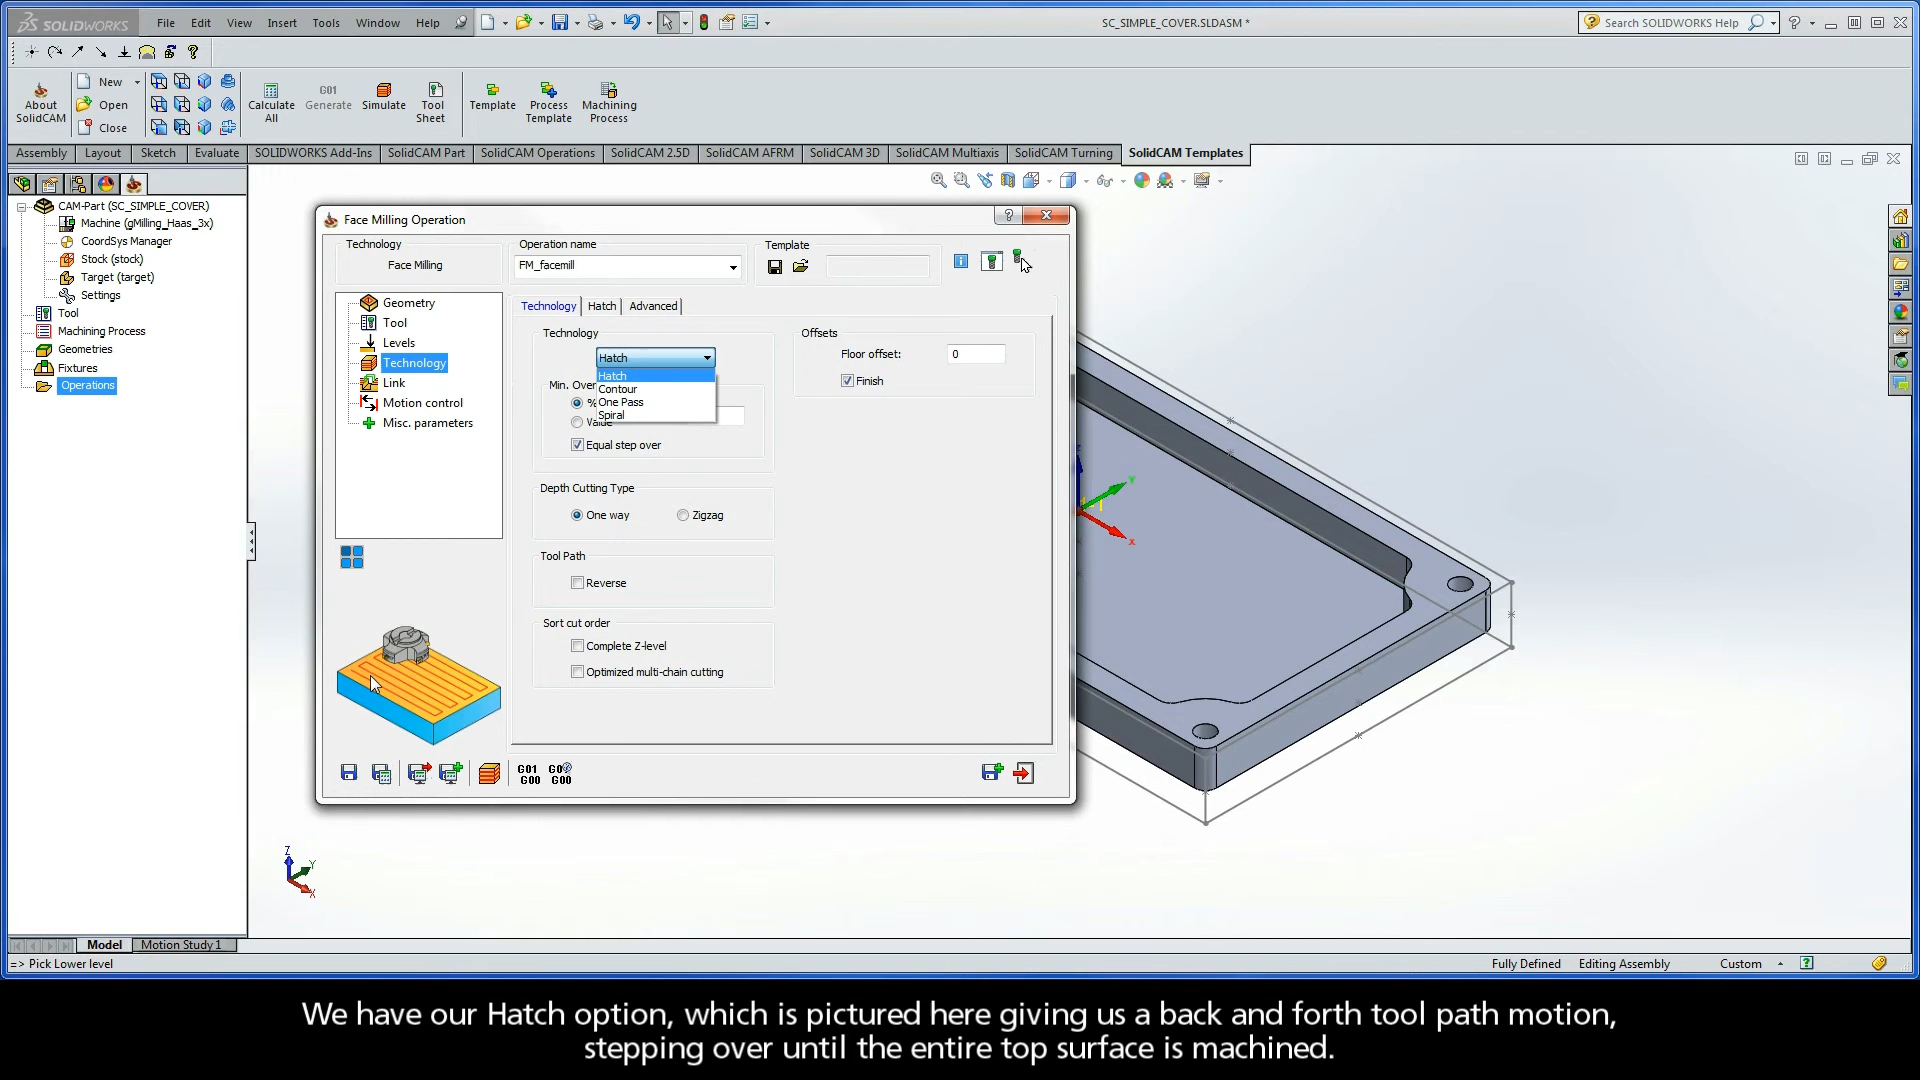 SOLIDWORKS
File Edit View Insert Tools Window Help
SC_SIMPLE_COVER.SLDASM *
Search SOLIDWORKS Help
About SolidCAM
New
Open
Close
Calculate All
G01
Generate
Simulate
Tool Sheet
Template
Process Template
Machining Process
Assembly Layout Sketch Evaluate SOLIDWORKS Add-Ins SolidCAM Part SolidCAM Operations SolidCAM 2.5D SolidCAM AFRM SolidCAM 3D SolidCAM Multiaxis SolidCAM Turning SolidCAM Templates
CAM-Part (SC_SIMPLE_COVER)
Machine (gMilling_Haas_3x)
CoordSys Manager
Stock (stock)
Target (target)
Settings
Tool
Machining Process
Geometries
Fixtures
Operations
Face Milling Operation
Technology
Face Milling
Operation name
FM_facemill
Template
Geometry
Tool
Levels
Technology
Link
Motion control
Misc. parameters
Technology Hatch Advanced
Technology
Hatch
Hatch
Contour
One Pass
Spiral
Min. Over
%
Value
Equal step over
Depth Cutting Type
One way
Zigzag
Tool Path
Reverse
Sort cut order
Complete Z-level
Optimized multi-chain cutting
Offsets
Floor offset: 0
Finish
G01 G00
G0 G00
Z Y X
Y
X
Model Motion Study 1
=> Pick Lower level
Fully Defined Editing Assembly Custom
We have our Hatch option, which is pictured here giving us a back and forth tool path motion,
stepping over until the entire top surface is machined.